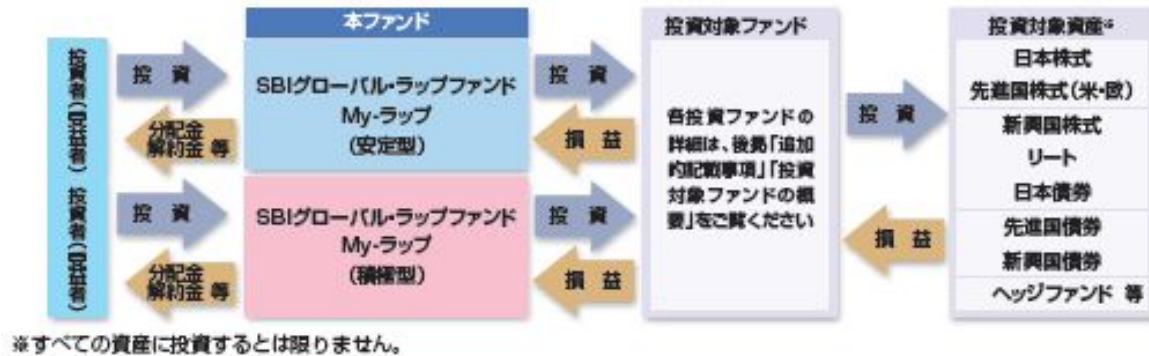 本ファンド
投資対象ファンド
投資対象資産※
投資者(受益者)
投 資
分配金
解約金 等
SBIグローバル・ラップファンド
My-ラップ
(安定型)
投 資
損 益
投資者(受益者)
投 資
分配金
解約金 等
SBIグローバル・ラップファンド
My-ラップ
(積極型)
投 資
損 益
各投資ファンドの
詳細は、後掲「追加
的記載事項」「投資
対象ファンドの概
要」をご覧ください
投 資
損 益
日本株式
先進国株式(米・欧)
新興国株式
リート
日本債券
先進国債券
新興国債券
ヘッジファンド 等
※すべての資産に投資するとは限りません。